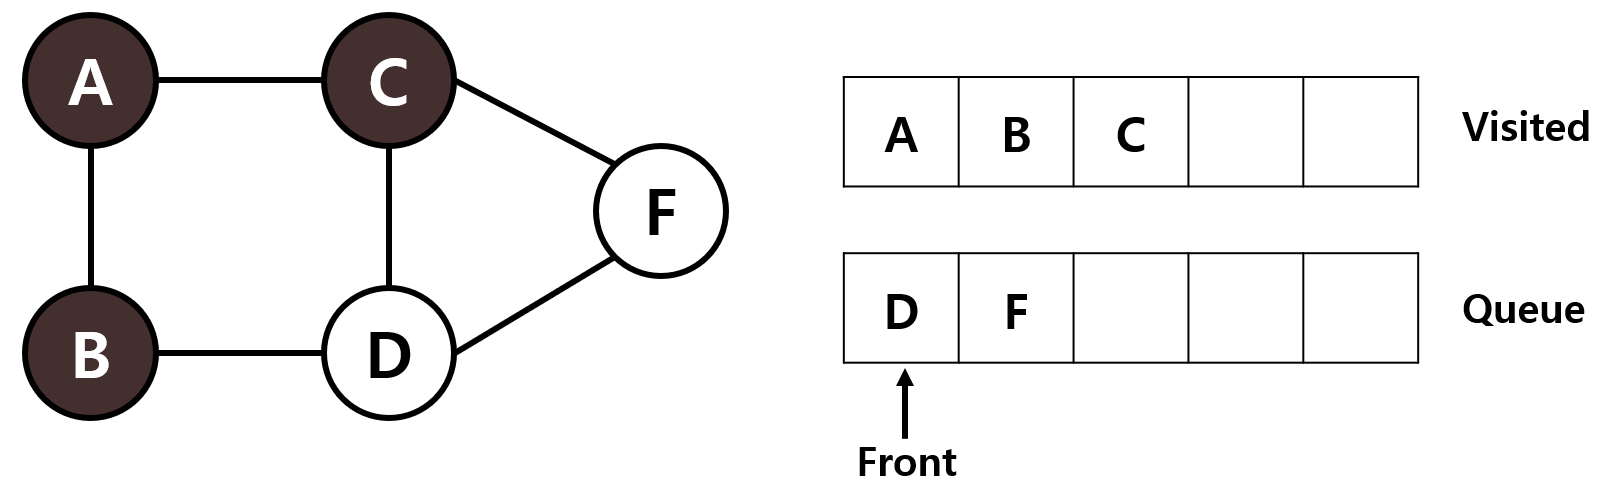 A
C
F
B
D
A B C
Visited
D F
Queue
Front